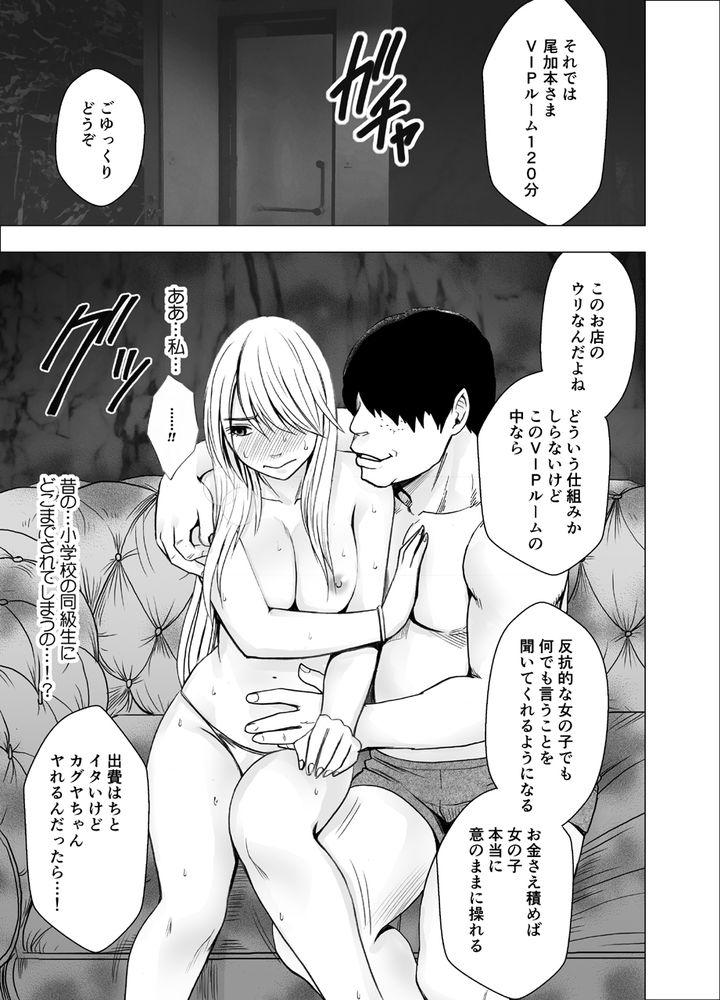 それでは
尾加本さま
VIPルーム120分
ガチャ
ごゆっくり
どうぞ
このお店の
ウリなんだよね
どういう仕組みか
しらないけど
このVIPルームの
中なら
ああ…私…
……!!
グッ
昔の…小学校の同級生に
どこまでされてしまうの…!?
反抗的な女の子でも
何でも言うことを
聞いてくれるようになる
お金さえ積めば
女の子
本当に
意のままに操れる
出費はちと
イタいけど
カグヤちゃん
ヤれるんだったら…!